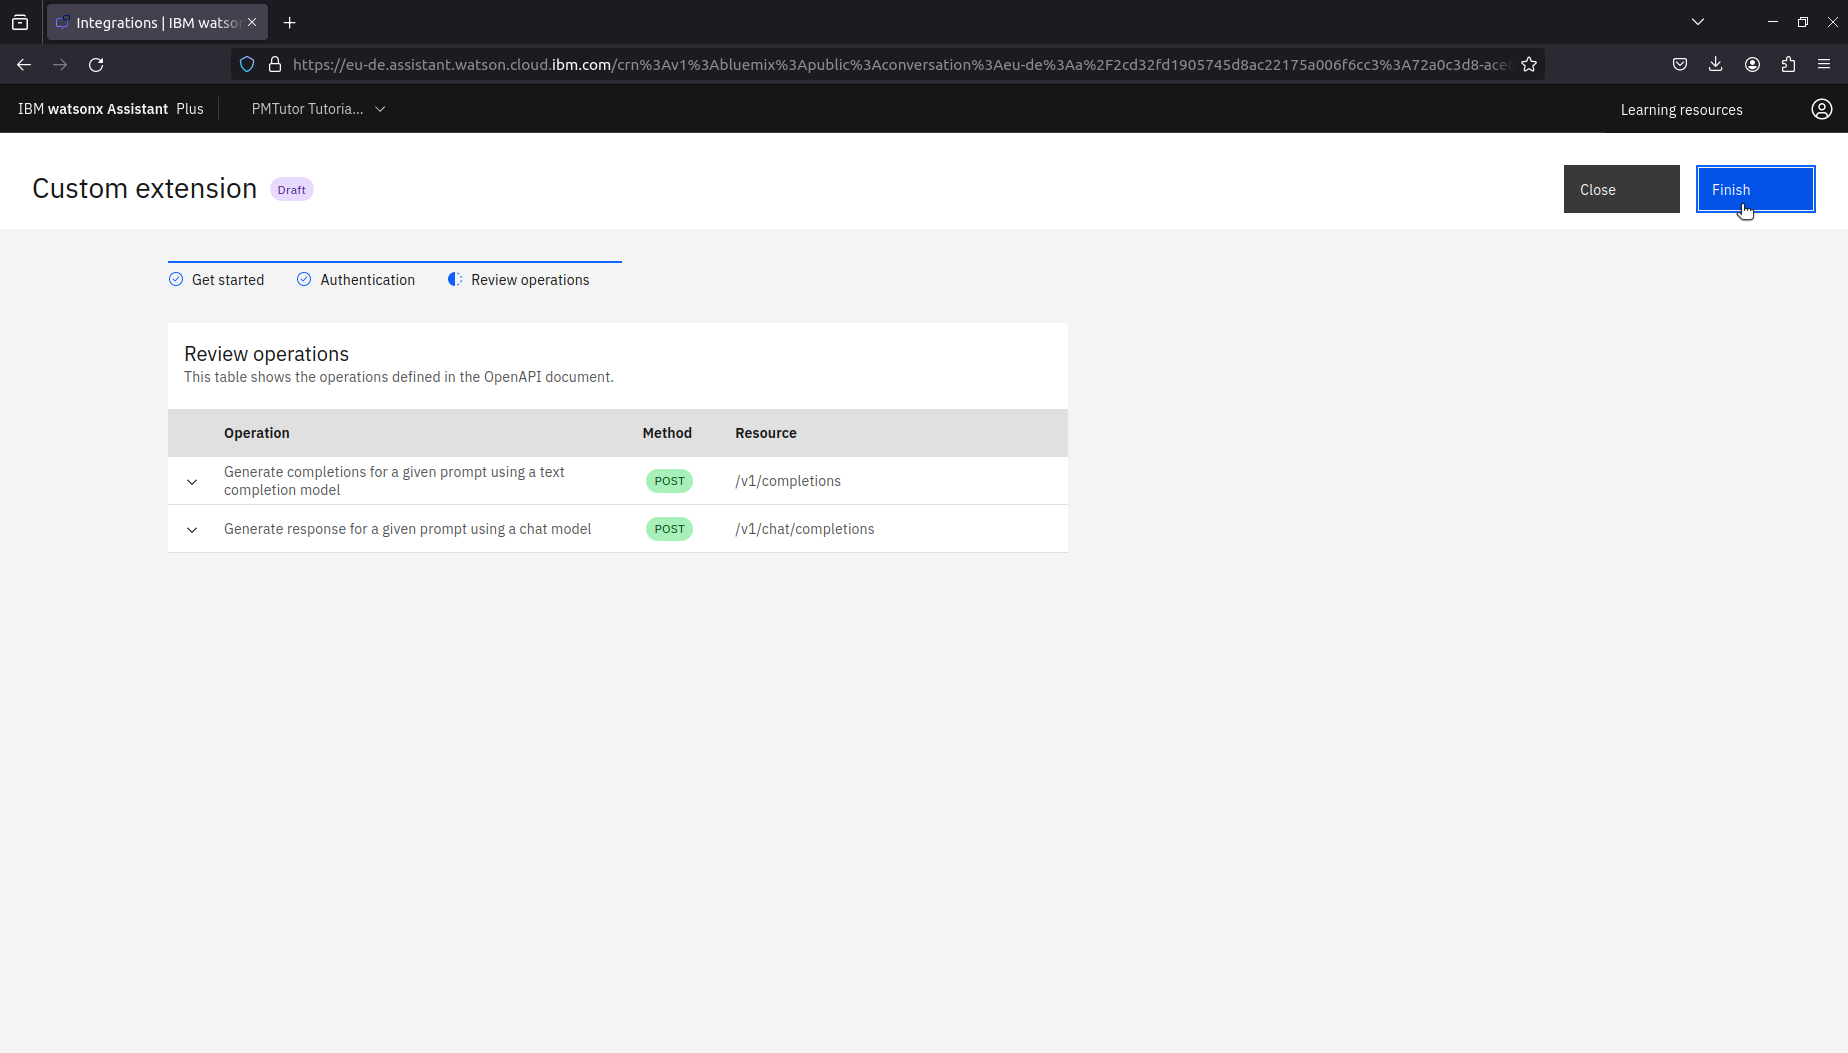 Integrations | IBM watso
https://eu-de.assistant.watson.cloud.ibm.com/crn%3Av1%3Abluemix%3Apublic%3Aconversation%3Aeu-de%3Aa%2F2cd32fd1905745d8ac22175a006f6cc3%3A72a0c3d8-ace
IBM watsonx Assistant Plus
PMTutor Tutoria...
Learning resources
Custom extension
Draft
Close
Finish
Get started
Authentication
Review operations
Review operations
This table shows the operations defined in the OpenAPI document.
Operation Method Resource
Generate completions for a given prompt using a text
completion model
POST
/v1/completions
Generate response for a given prompt using a chat model
POST
/v1/chat/completions